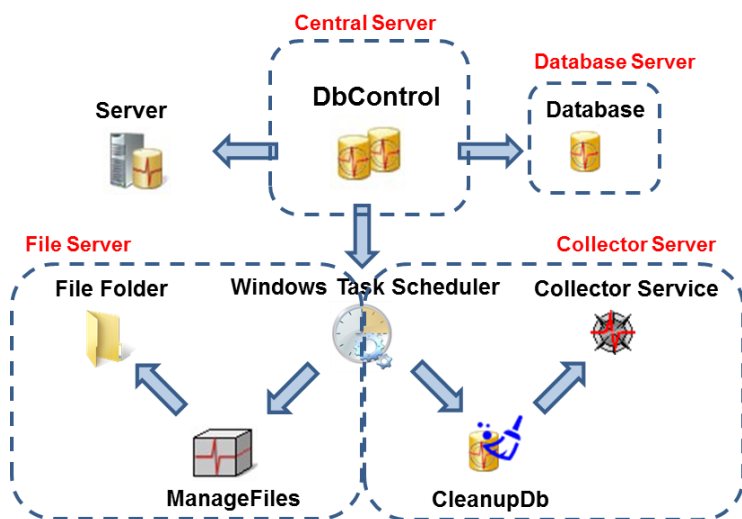 Central Server
Database Server
DbControl
Server
Database
File Server
Collector Server
File Folder
Windows Task Scheduler
Collector Service
ManageFiles
CleanupDb